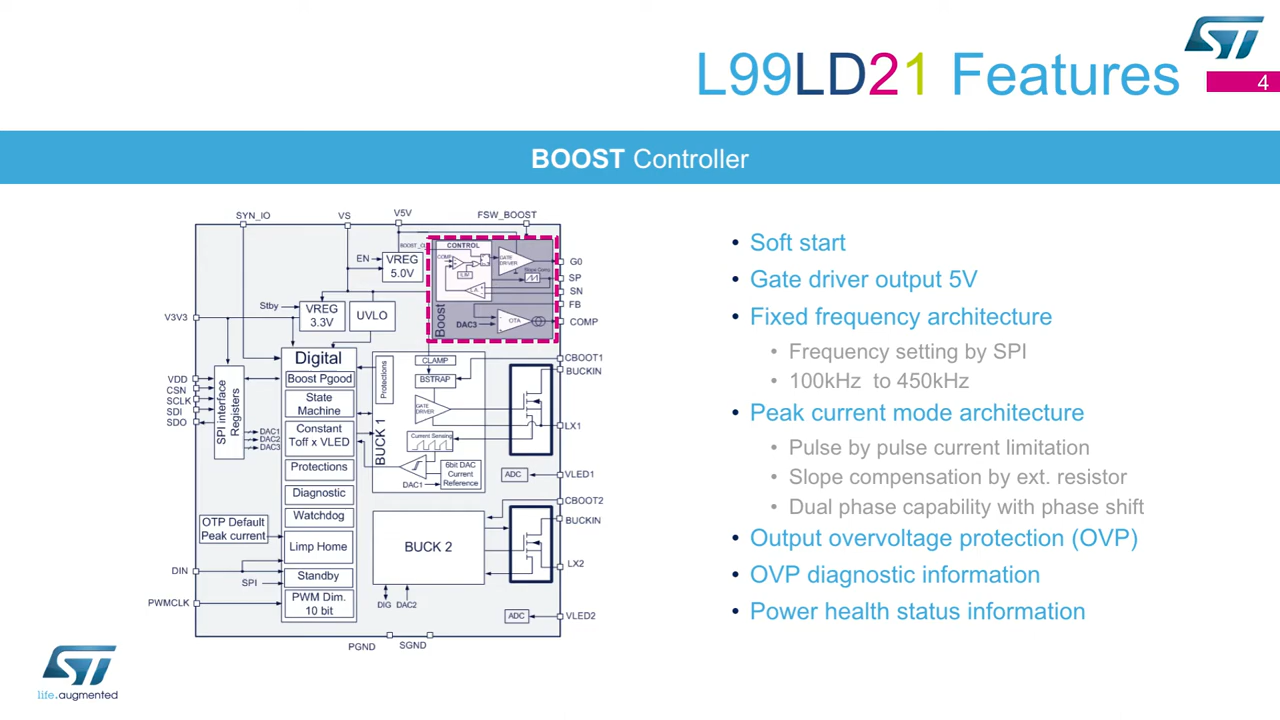 L99LD21 Features
4
BOOST Controller
SYN_IO
VS
V5V
FSW_BOOST
EN
VREG
5.0V
CONTROL
GATE
DRIVER
Boost
DAC3
OTA
G0
SP
SN
FB
COMP
Stby
VREG
3.3V
UVLO
V3V3
Digital
Boost Pgood
State
Machine
Constant
Toff x VLED
Protections
Diagnostic
Watchdog
Limp Home
Standby
PWM Dim.
10 bit
VDD
CSN
SCLK
SDI
SDO
SPI interface
Registers
DAC1
DAC2
DAC3
OTP Default
Peak current
DIN
SPI
PWMCLK
Protections
BUCK 1
CLAMP
BSTRAP
GATE
DRIVER
Current Sensing
6bit DAC
Current
Reference
DAC1
CBOOT1
BUCKIN
LX1
ADC
VLED1
CBOOT2
BUCKIN
BUCK 2
LX2
DIG
DAC2
ADC
VLED2
PGND
SGND
• Soft start
• Gate driver output 5V
• Fixed frequency architecture
• Frequency setting by SPI
• 100kHz to 450kHz
• Peak current mode architecture
• Pulse by pulse current limitation
• Slope compensation by ext. resistor
• Dual phase capability with phase shift
• Output overvoltage protection (OVP)
• OVP diagnostic information
• Power health status information
ST
life.augmented